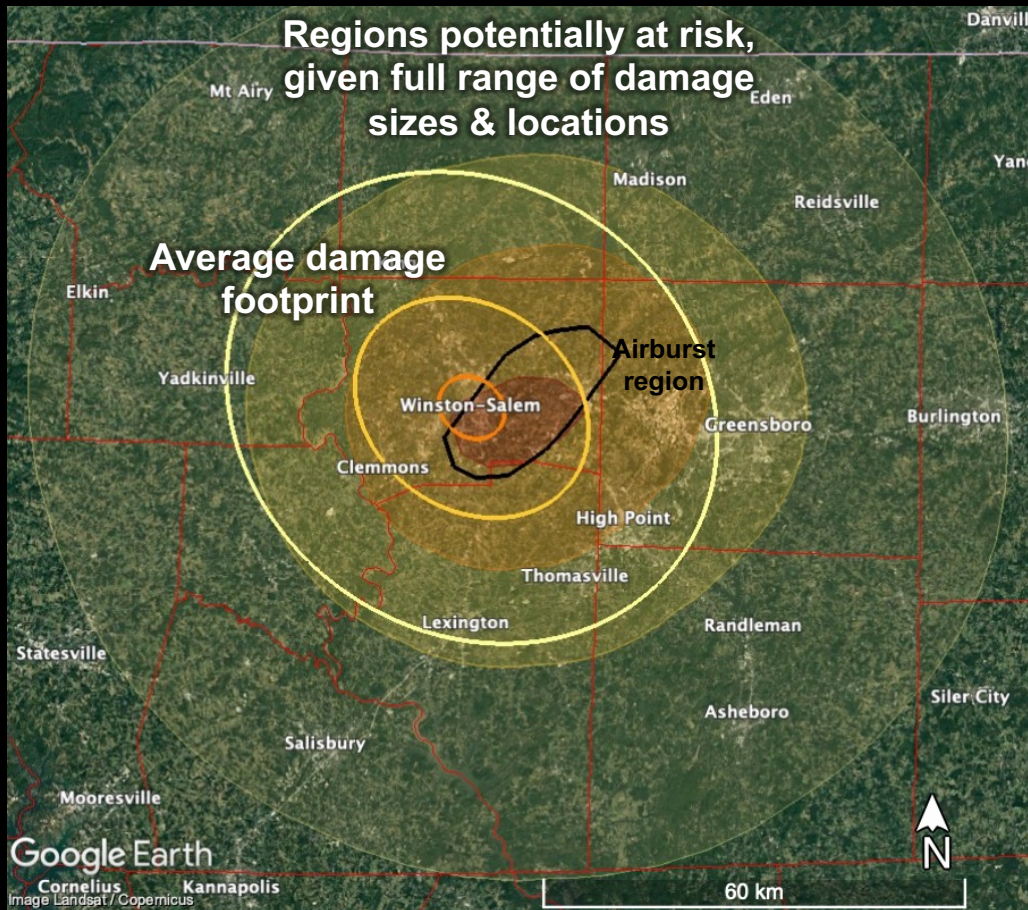 Danvill
Regions potentially at risk,
given full range of damage
sizes & locations
Mt Airy
Eden
Yan
Madison
Reidsville
Average damage
footprint
Elkin
Airburst
region
Yadkinville
Winston-Salem
Greensboro
Burlington
Clemmons
High Point
Thomasville
Lexington
Randleman
Statesville
Siler City
Asheboro
Salisbury
Mooresville
N
Google Earth
Cornelius
Kannapolis
60 km
Image Landsat / Copernicus